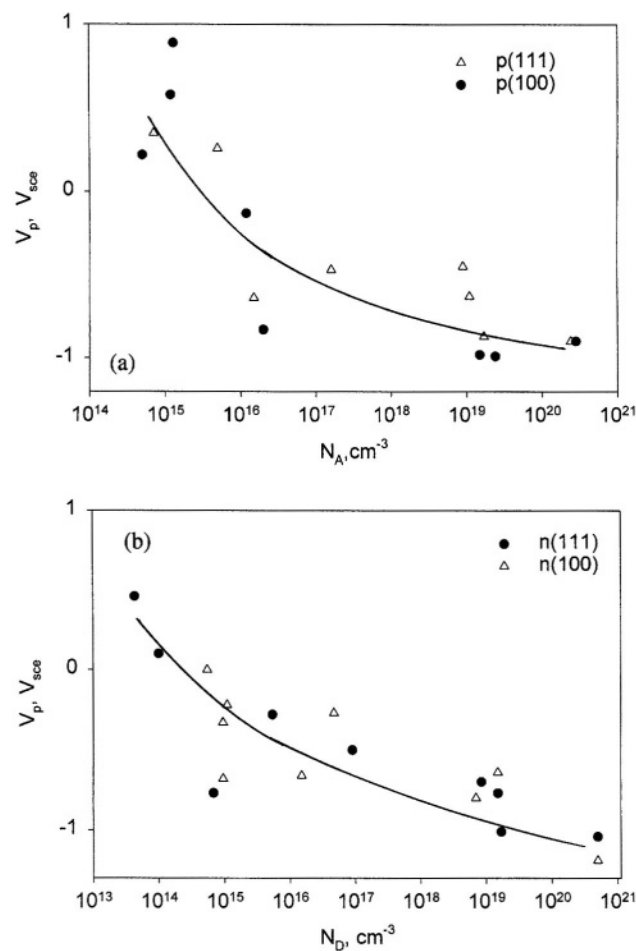 1
△ p(111)
● p(100)
0
V_p, V_sce
-1
(a)
10^14 10^15 10^16 10^17 10^18 10^19 10^20 10^21
N_A,cm^-3
1
(b)
● n(111)
△ n(100)
0
V_p, V_sce
-1
10^13 10^14 10^15 10^16 10^17 10^18 10^19 10^20 10^21
N_D, cm^-3